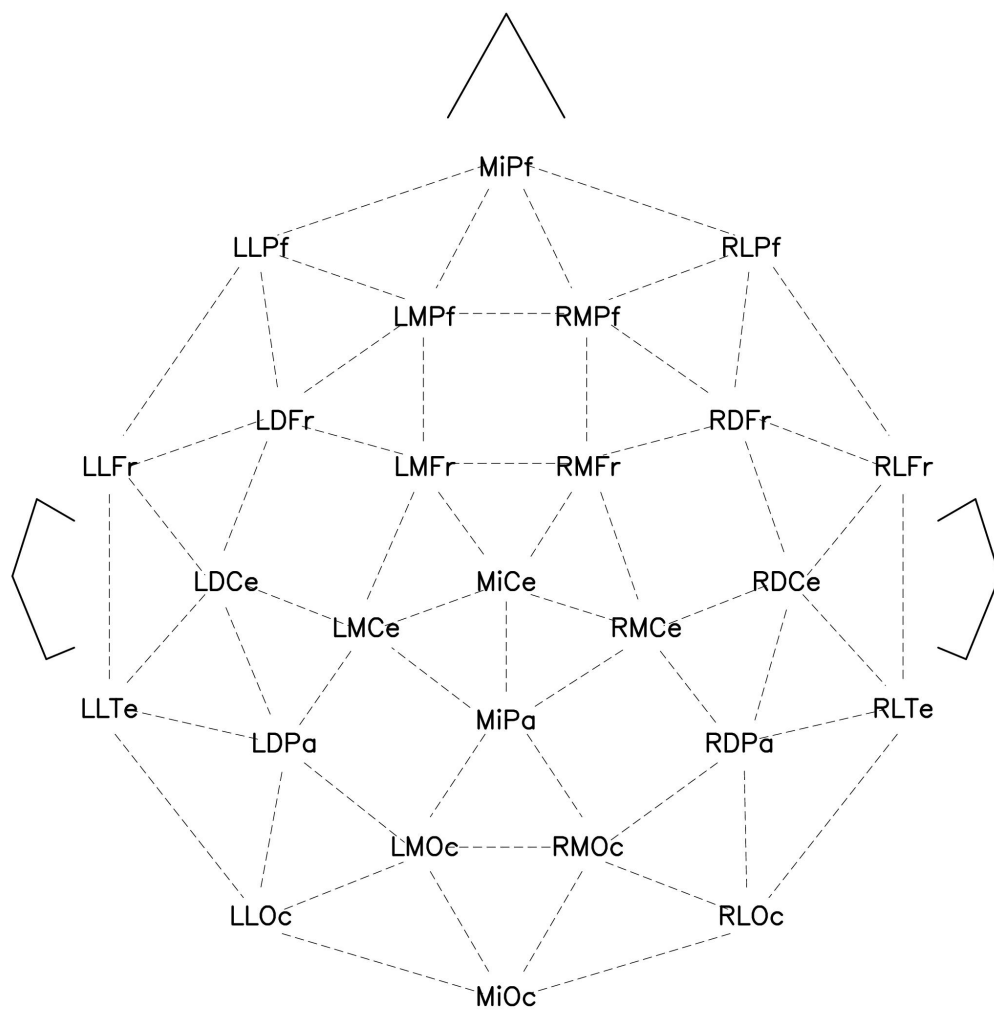 MiPf
LLPf RLPf
LMPf RMPf
LDFr RDFr
LLFr LMFr RMFr RLFr
LDCe MiCe RDCe
LMCe RMCe
LLTe MiPa RLTe
LDPa RDPa
LMOc RMOc
LLOc RLOc
MiOc